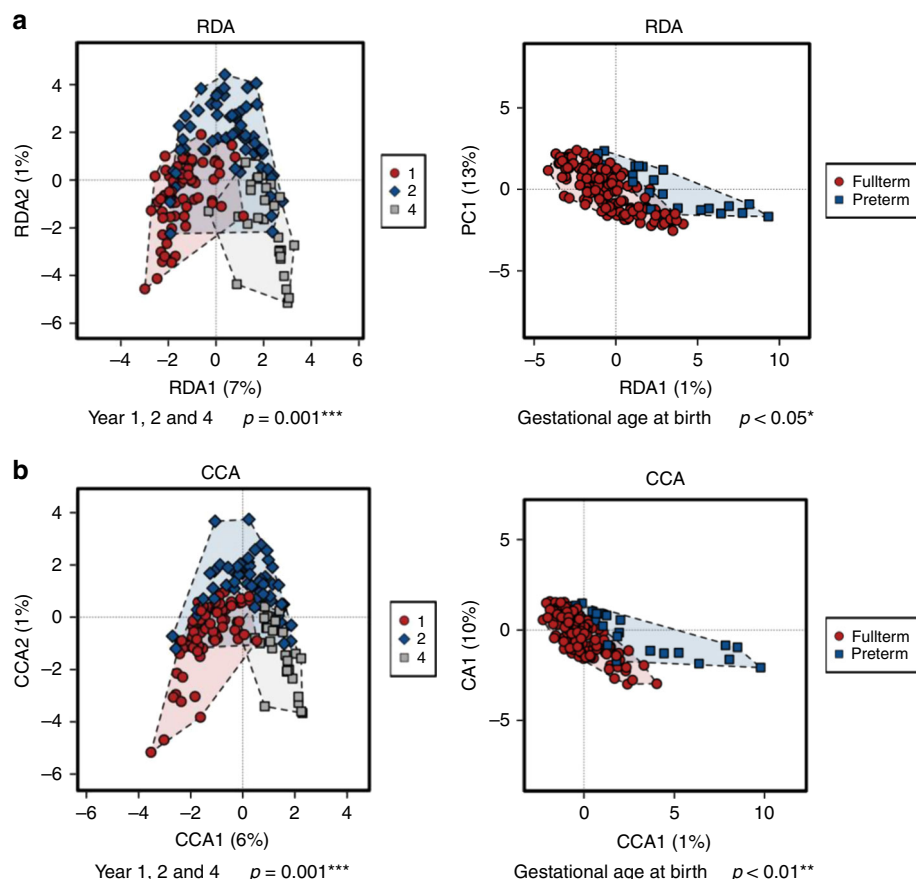 a
RDA
RDA
4
2
0
–2
–4
–6
RDA2 (1%)
–4
–2
0
2
4
6
RDA1 (7%)
1
2
4
Year 1, 2 and 4 p = 0.001***
5
0
–5
PC1 (13%)
–5
0
5
10
RDA1 (1%)
Fullterm
Preterm
Gestational age at birth p < 0.05*
b
CCA
CCA
4
2
0
–2
–4
–6
CCA2 (1%)
–6
–4
–2
0
2
4
CCA1 (6%)
1
2
4
Year 1, 2 and 4 p = 0.001***
5
0
–5
CA1 (10%)
0
5
10
CCA1 (1%)
Fullterm
Preterm
Gestational age at birth p < 0.01**